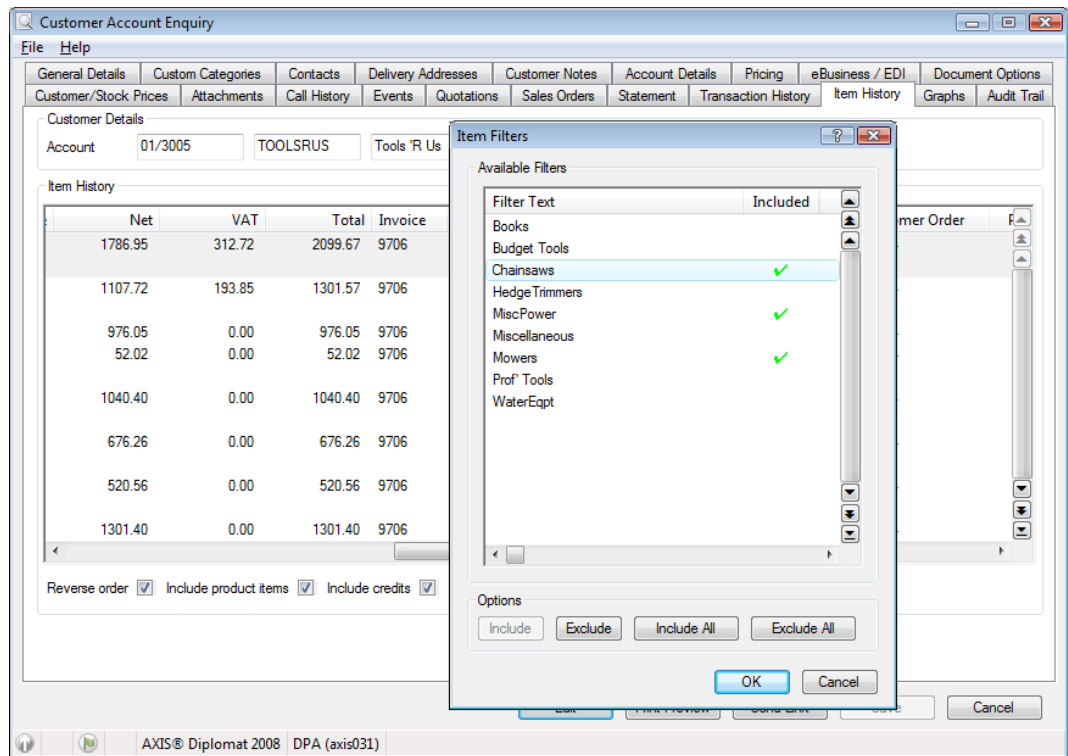 Customer Account Enquiry
File Help
General Details Custom Categories Contacts Delivery Addresses Customer Notes Account Details Pricing eBusiness / EDI Document Options
Customer/Stock Prices Attachments Call History Events Quotations Sales Orders Statement Transaction History Item History Graphs Audit Trail
Customer Details
Account 01/3005 TOOLSRUS Tools 'R Us
Item History
Net VAT Total Invoice mer Order
1786.95 312.72 2099.67 9706
1107.72 193.85 1301.57 9706
976.05 0.00 976.05 9706
52.02 0.00 52.02 9706
1040.40 0.00 1040.40 9706
676.26 0.00 676.26 9706
520.56 0.00 520.56 9706
1301.40 0.00 1301.40 9706
Reverse order Include product items Include credits
Item Filters
Available Filters
Filter Text Included
Books
Budget Tools
Chainsaws
HedgeTrimmers
MiscPower
Miscellaneous
Mowers
Prof' Tools
WaterEqpt
Options
Include Exclude Include All Exclude All
OK Cancel
Edit Print Preview Send Link Save Cancel
AXIS® Diplomat 2008 DPA (axis031)